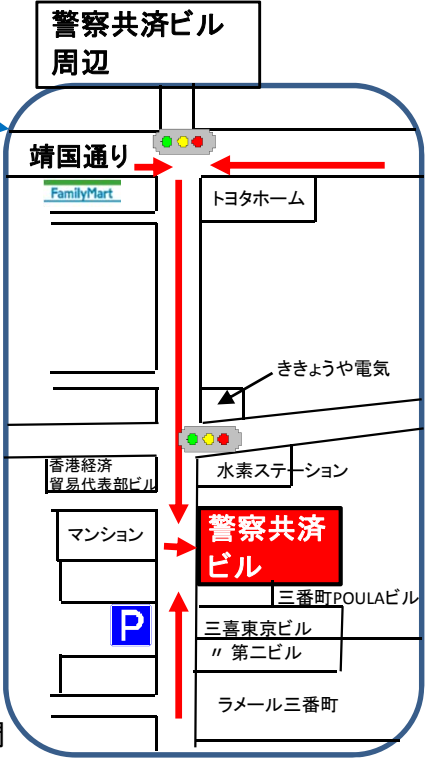 警察共済ビル
周辺
靖国通り
FamilyMart
トヨタホーム
ききょうや電気
香港経済
貿易代表部ビル
水素ステーション
マンション
警察共済
ビル
三番町POULAビル
P
三喜東京ビル
〃 第二ビル
ラメール三番町